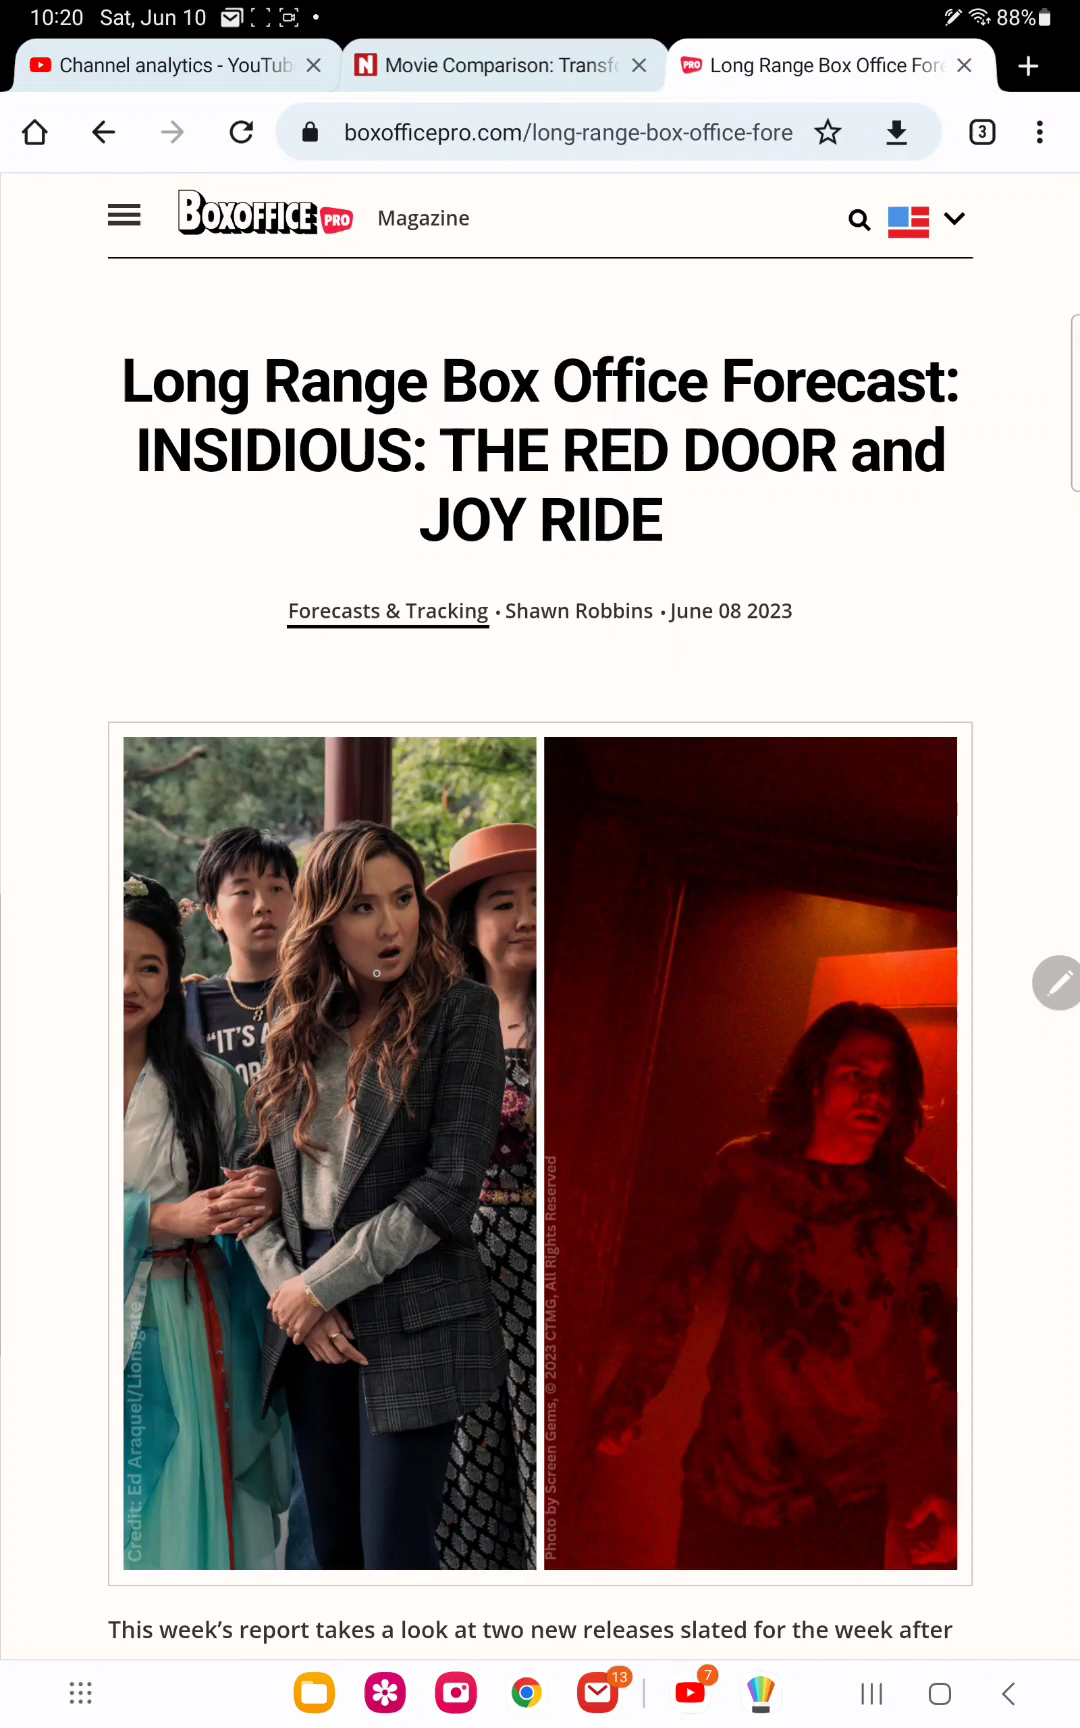 10:20 Sat, Jun 10
88%
Channel analytics - YouTub
Movie Comparison: Transfo
Long Range Box Office Fore
boxofficepro.com/long-range-box-office-fore
3
BOXOFFICE PRO
Magazine
Long Range Box Office Forecast:
INSIDIOUS: THE RED DOOR and
JOY RIDE
Forecasts & Tracking • Shawn Robbins • June 08 2023
"IT'S A
OR
Credit: Ed Araquel/Lionsgate
Photo by Screen Gems, © 2023 CTMG, All Rights Reserved
This week's report takes a look at two new releases slated for the week after
13
7